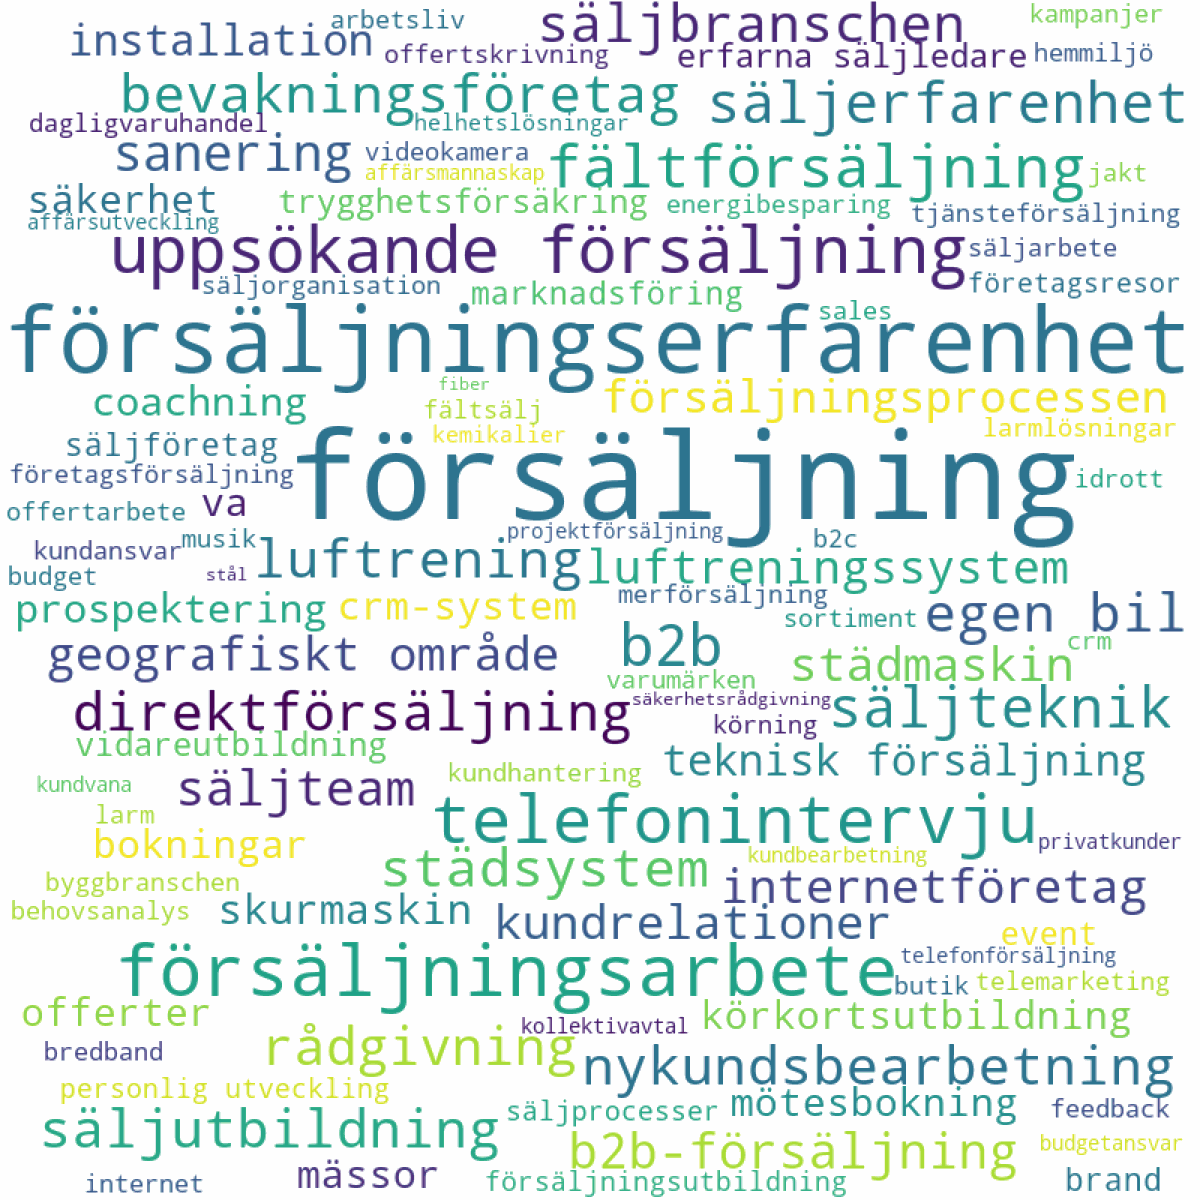 arbetsliv
säljbranschen
kampanjer
installation
offertskrivning
erfarna säljledare
hemmiljö
bevakningsföretag
säljerfarenhet
dagligvaruhandel
helhetslösningar
sanering
videokamera
fältförsäljning
affärsmannaskap
jakt
säkerhet
trygghetsförsäkring
energibesparing
tjänsteförsäljning
affärsutveckling
uppsökande försäljning
säljarbete
säljorganisation
marknadsföring
företagsresor
sales
försäljningserfarenhet
fiber
coachning
fältsälj
försäljningsprocessen
säljföretag
kemikalier
larmlösningar
försäljning
företagsförsäljning
idrott
offertarbete
va
projektförsäljning
kundansvar
musik
b2c
budget
stål
luftrening
luftreningssystem
prospektering
crm-system
merförsäljning
sortiment
egen bil
geografiskt område
b2b
crm
städmaskin
varumärken
direktförsäljning
säkerhetsrådgivning
säljteknik
körning
vidareutbildning
teknisk försäljning
kundvana
säljteam
kundhantering
larm
telefonintervju
bokningar
privatkunder
kundbearbetning
byggbranschen
städsystem
internetföretag
behovsanalys
skurmaskin
kundrelationer
event
försäljningsarbete
telefonförsäljning
butik
telemarketing
offerter
kollektivavtal
körkortsutbildning
bredband
rådgivning
nykundsbearbetning
personlig utveckling
säljutbildning
säljprocesser
mötesbokning
feedback
b2b-försäljning
budgetansvar
internet
mässor
försäljningsutbildning
brand